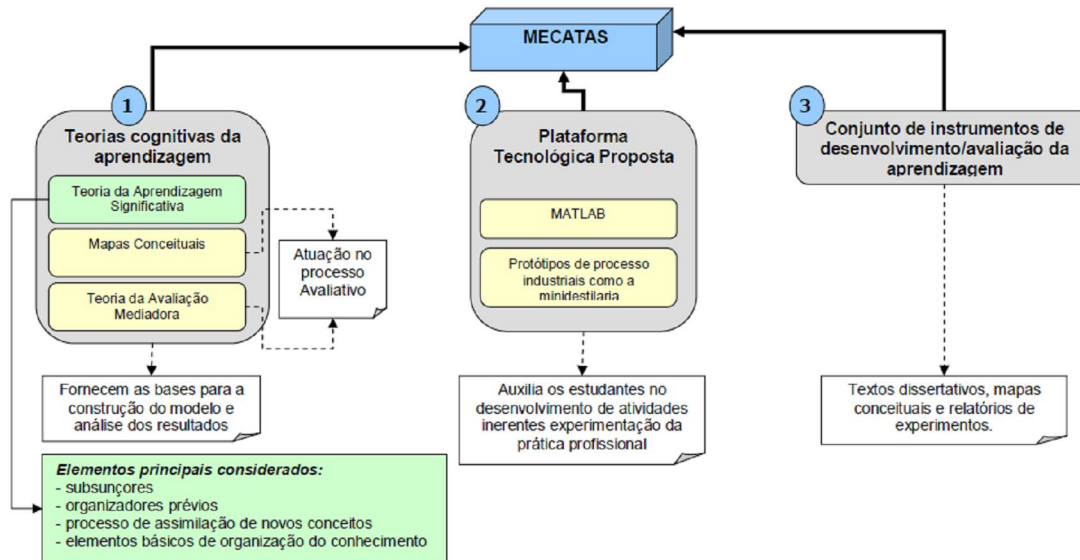 MECATAS
1
Teorias cognitivas da
aprendizagem
Teoria da Aprendizagem
Significativa
Mapas Conceituais
Teoria da Avaliação
Mediadora
Atuação no
processo
Avaliativo
Fornecem as bases para a
construção do modelo e
análise dos resultados
Elementos principais considerados:
- subsunçores
- organizadores prévios
- processo de assimilação de novos conceitos
- elementos básicos de organização do conhecimento
2
Plataforma
Tecnológica Proposta
MATLAB
Protótipos de processo
industriais como a
minidestilaria
Auxilia os estudantes no
desenvolvimento de atividades
inerentes experimentação da
prática profissional
3
Conjunto de instrumentos de
desenvolvimento/avaliação da
aprendizagem
Textos dissertativos, mapas
conceituais e relatórios de
experimentos.